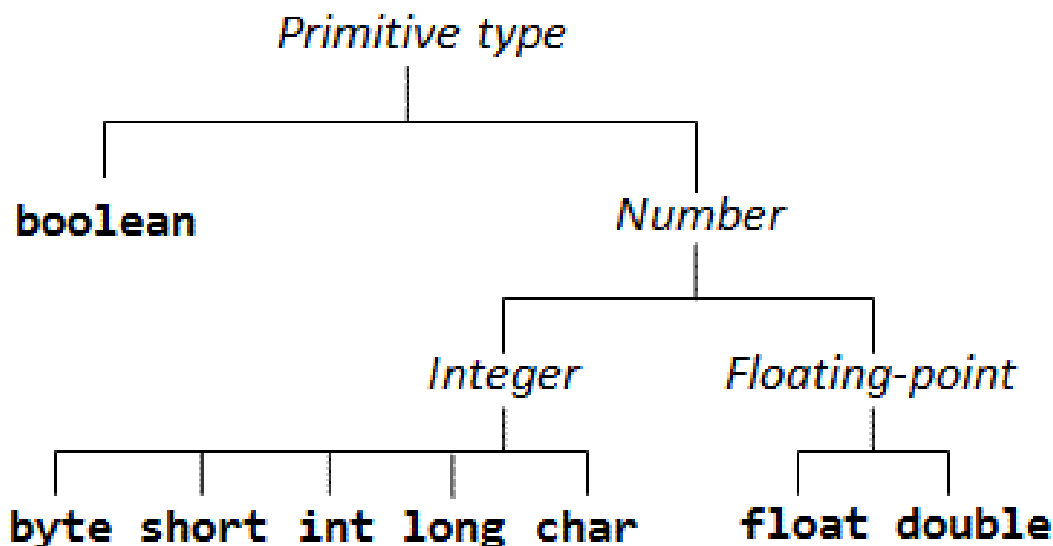 Primitive type
boolean
Number
Integer
Floating-point
byte short int long char float double